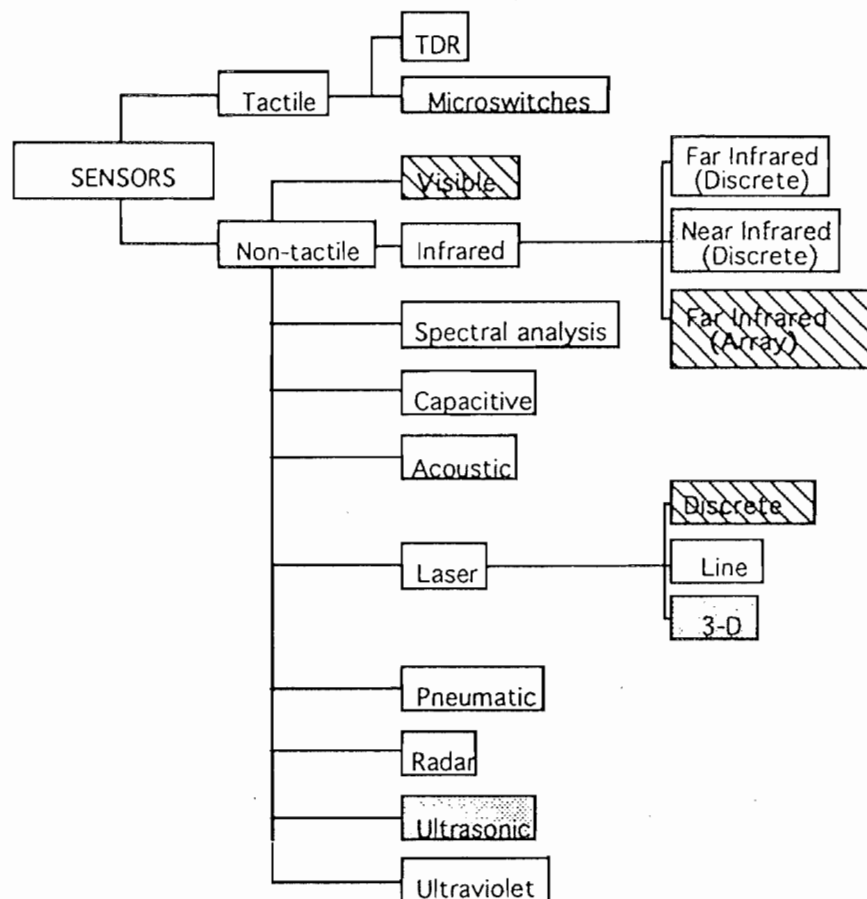 TDR
Tactile
Microswitches
SENSORS
Visible
Far Infrared
(Discrete)
Non-tactile
Infrared
Near Infrared
(Discrete)
Far Infrared
(Array)
Spectral analysis
Capacitive
Acoustic
Discrete
Laser
Line
3-D
Pneumatic
Radar
Ultrasonic
Ultraviolet